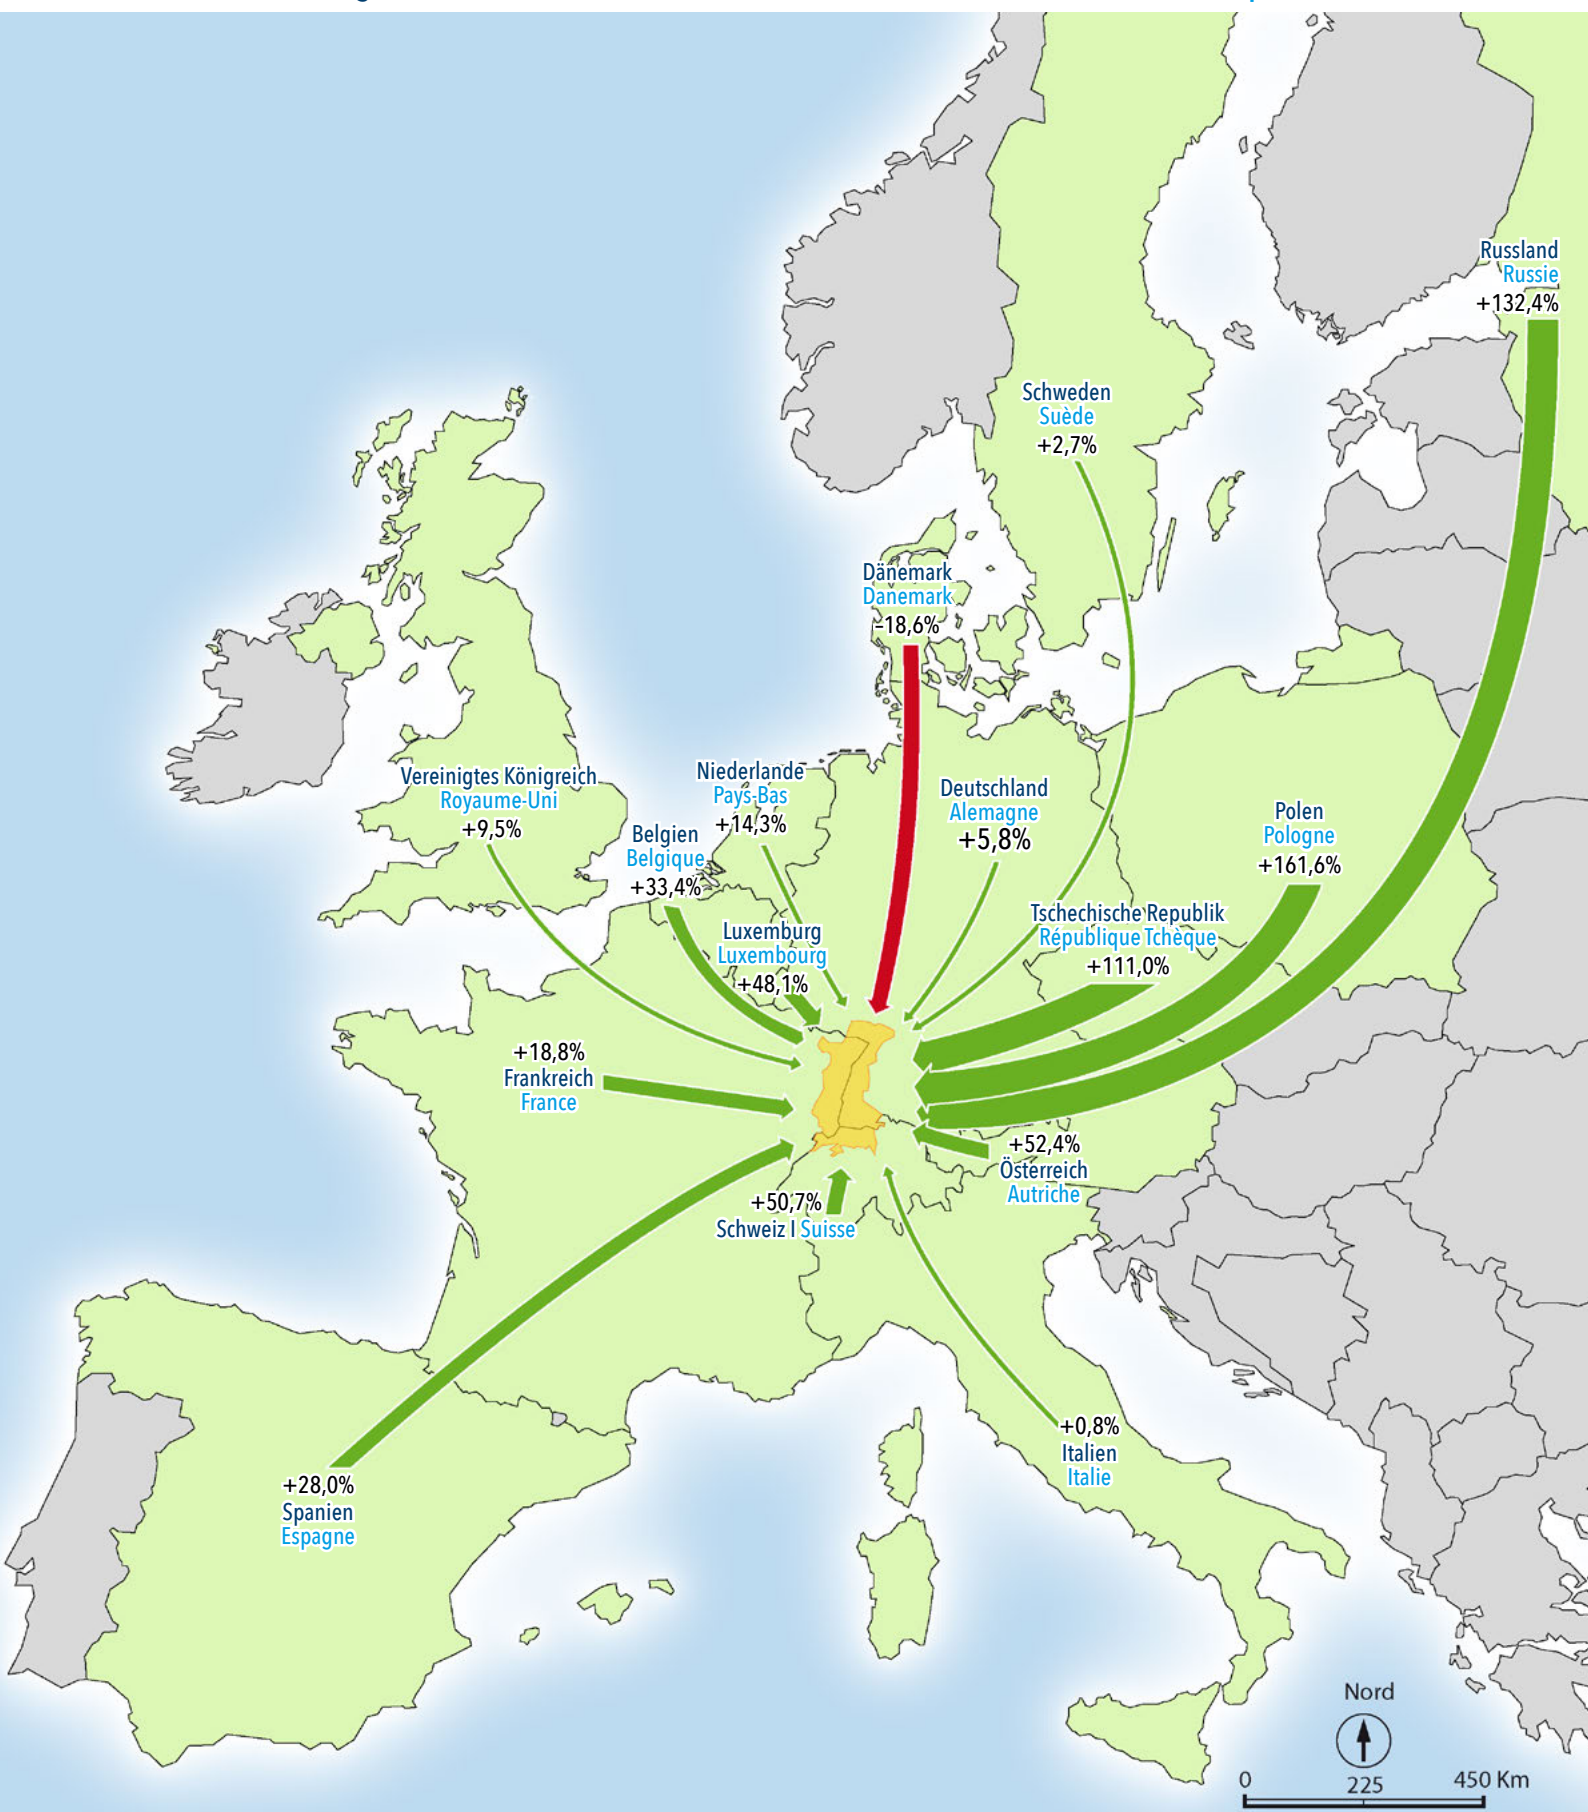 Russland
Russie
+132,4%
Schweden
Suède
+2,7%
Dänemark
Danemark
-18,6%
Vereinigtes Königreich
Royaume-Uni
+9,5%
Niederlande
Pays-Bas
+14,3%
Deutschland
Alemagne
+5,8%
Belgien
Belgique
+33,4%
Polen
Pologne
+161,6%
Luxemburg
Luxembourg
+48,1%
Tschechische Republik
République Tchèque
+111,0%
+18,8%
Frankreich
France
+52,4%
Österreich
Autriche
+50,7%
Schweiz I Suisse
+0,8%
Italien
Italie
+28,0%
Spanien
Espagne
Nord
0
225
450 Km